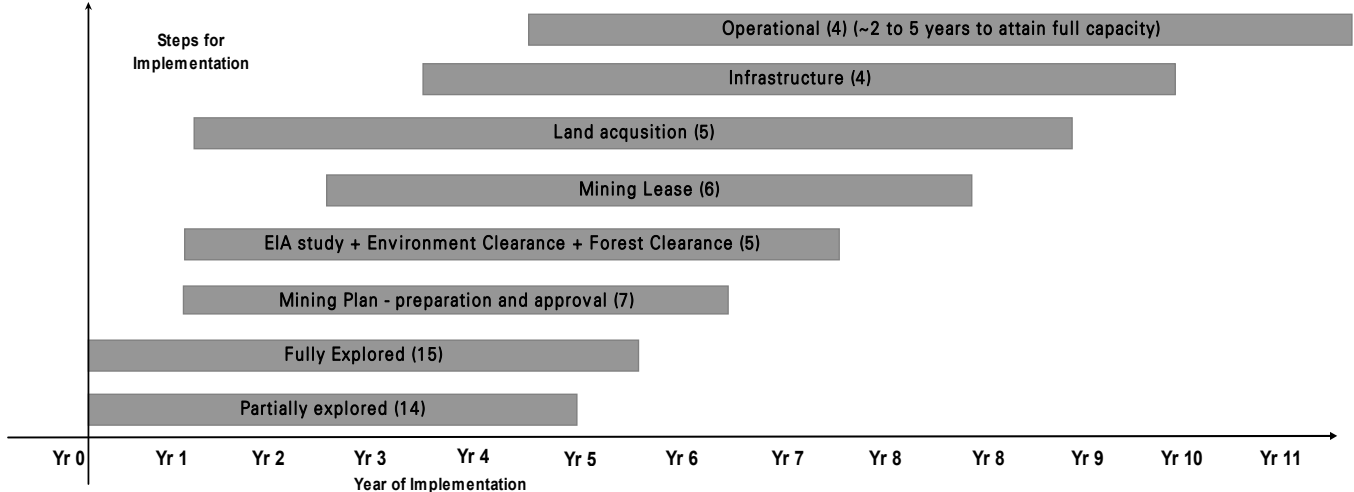 Operational (4) (~2 to 5 years to attain full capacity)
Steps for
Implementation
Infrastructure (4)
Land acqusition (5)
Mining Lease (6)
EIA study + Environment Clearance + Forest Clearance (5)
Mining Plan - preparation and approval (7)
Fully Explored (15)
Partially explored (14)
Yr 0 Yr 1 Yr 2 Yr 3 Yr 4 Yr 5 Yr 6 Yr 7 Yr 8 Yr 8 Yr 9 Yr 10 Yr 11
Year of Implementation